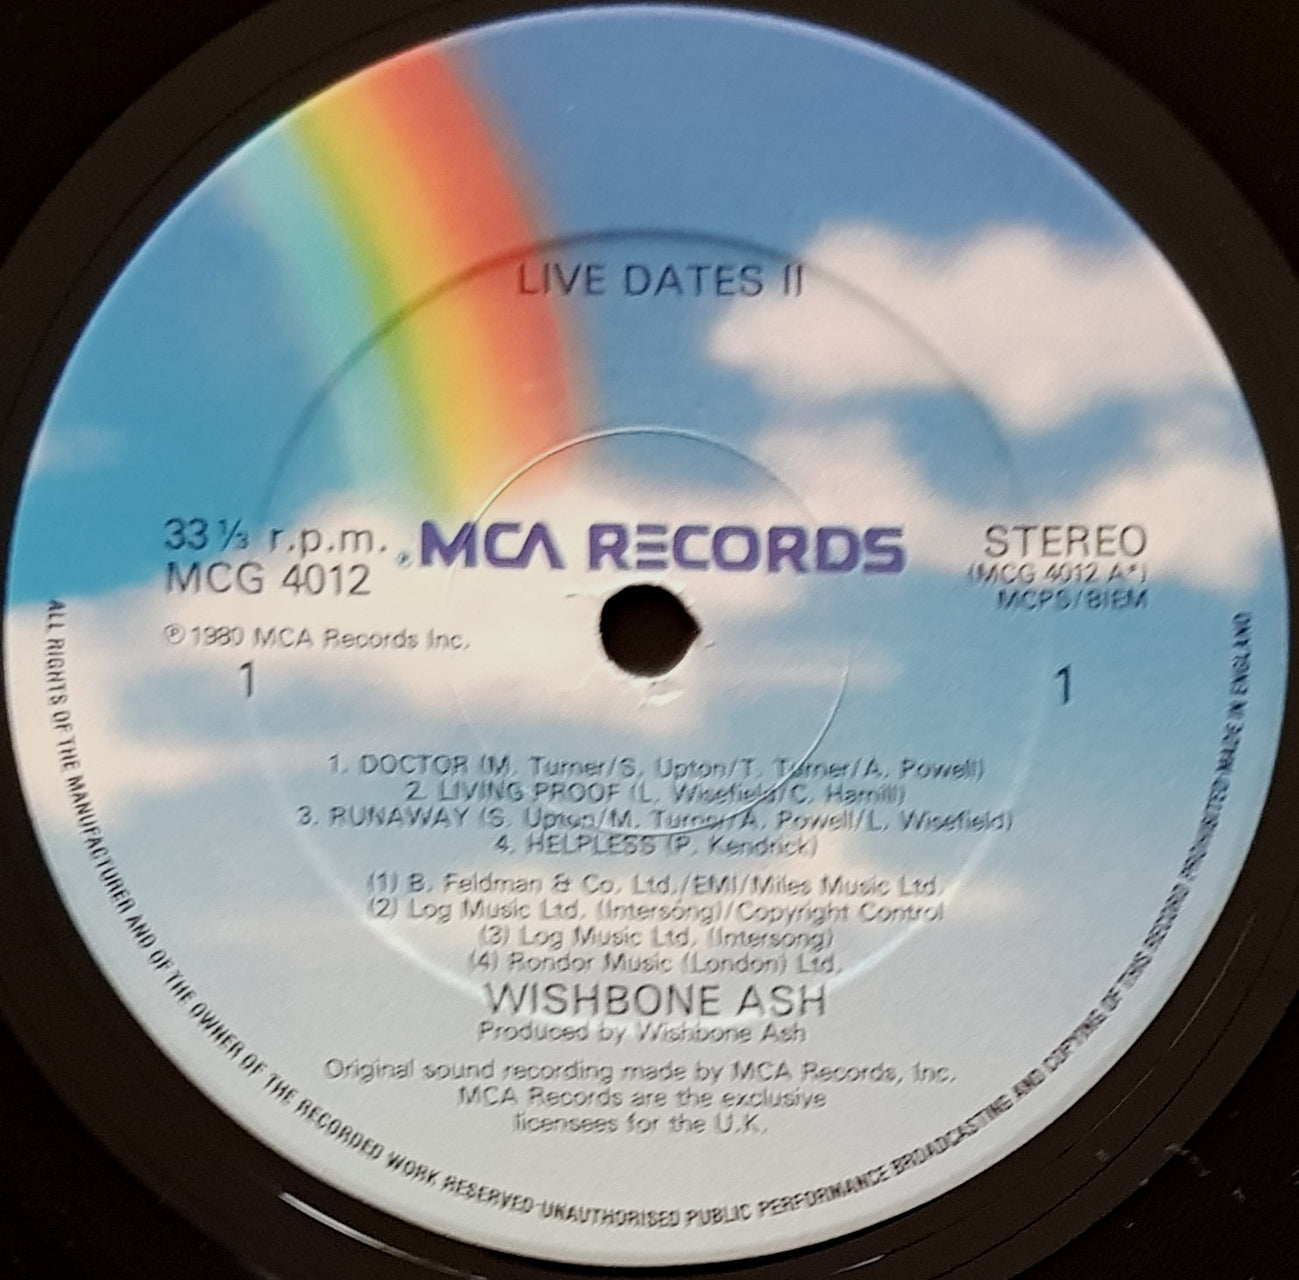 LIVE DATES II
33⅓ r.p.m.
MCG 4012
MCA RECORDS
STEREO
(MCG 4012 A*)
MCPS/BIEM
℗ 1980 MCA Records Inc.
1
1
1. DOCTOR (M. Turner/S. Upton/T. Turner/A. Powell)
2. LIVING PROOF (L. Wisefield/C. Hamill)
3. RUNAWAY (S. Upton/M. Turner/A. Powell/L. Wisefield)
4. HELPLESS (P. Kendrick)
(1) B. Feldman & Co. Ltd./EMI/Miles Music Ltd.
(2) Log Music Ltd. (Intersong)/Copyright Control
(3) Log Music Ltd. (Intersong)
(4) Rondor Music (London) Ltd.
WISHBONE ASH
Produced by Wishbone Ash
Original sound recording made by MCA Records, Inc.
MCA Records are the exclusive
licensees for the U.K.
ALL RIGHTS OF THE MANUFACTURER AND OF THE OWNER OF THE RECORDED WORK RESERVED·UNAUTHORISED PUBLIC PERFORMANCE BROADCASTING AND COPYING OF THIS RECORD PROHIBITED·MADE IN ENGLAND